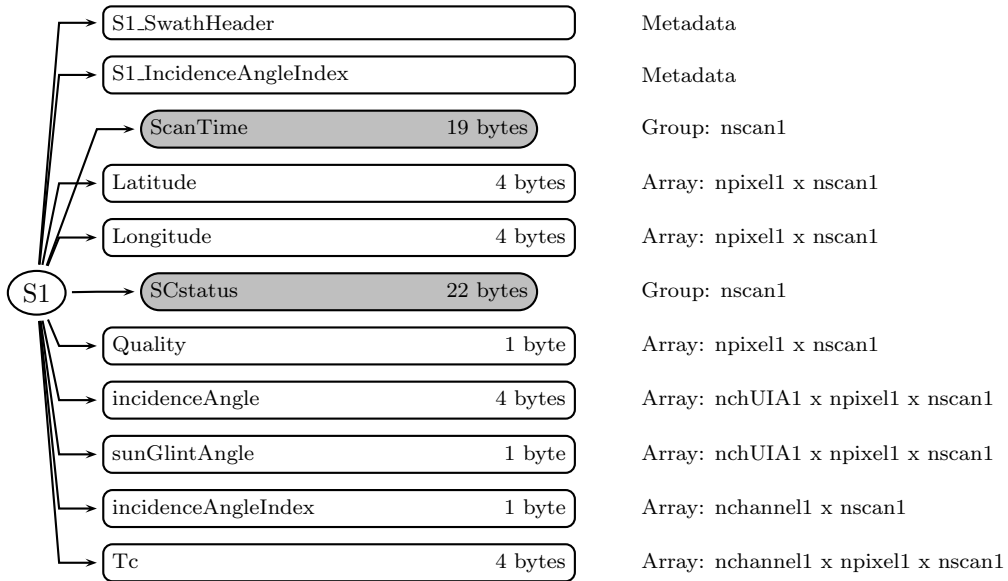 S1_SwathHeader Metadata
S1_IncidenceAngleIndex Metadata
ScanTime 19 bytes Group: nscan1
Latitude 4 bytes Array: npixel1 x nscan1
Longitude 4 bytes Array: npixel1 x nscan1
S1 SCstatus 22 bytes Group: nscan1
Quality 1 byte Array: npixel1 x nscan1
incidenceAngle 4 bytes Array: nchUIA1 x npixel1 x nscan1
sunGlintAngle 1 byte Array: nchUIA1 x npixel1 x nscan1
incidenceAngleIndex 1 byte Array: nchannel1 x nscan1
Tc 4 bytes Array: nchannel1 x npixel1 x nscan1